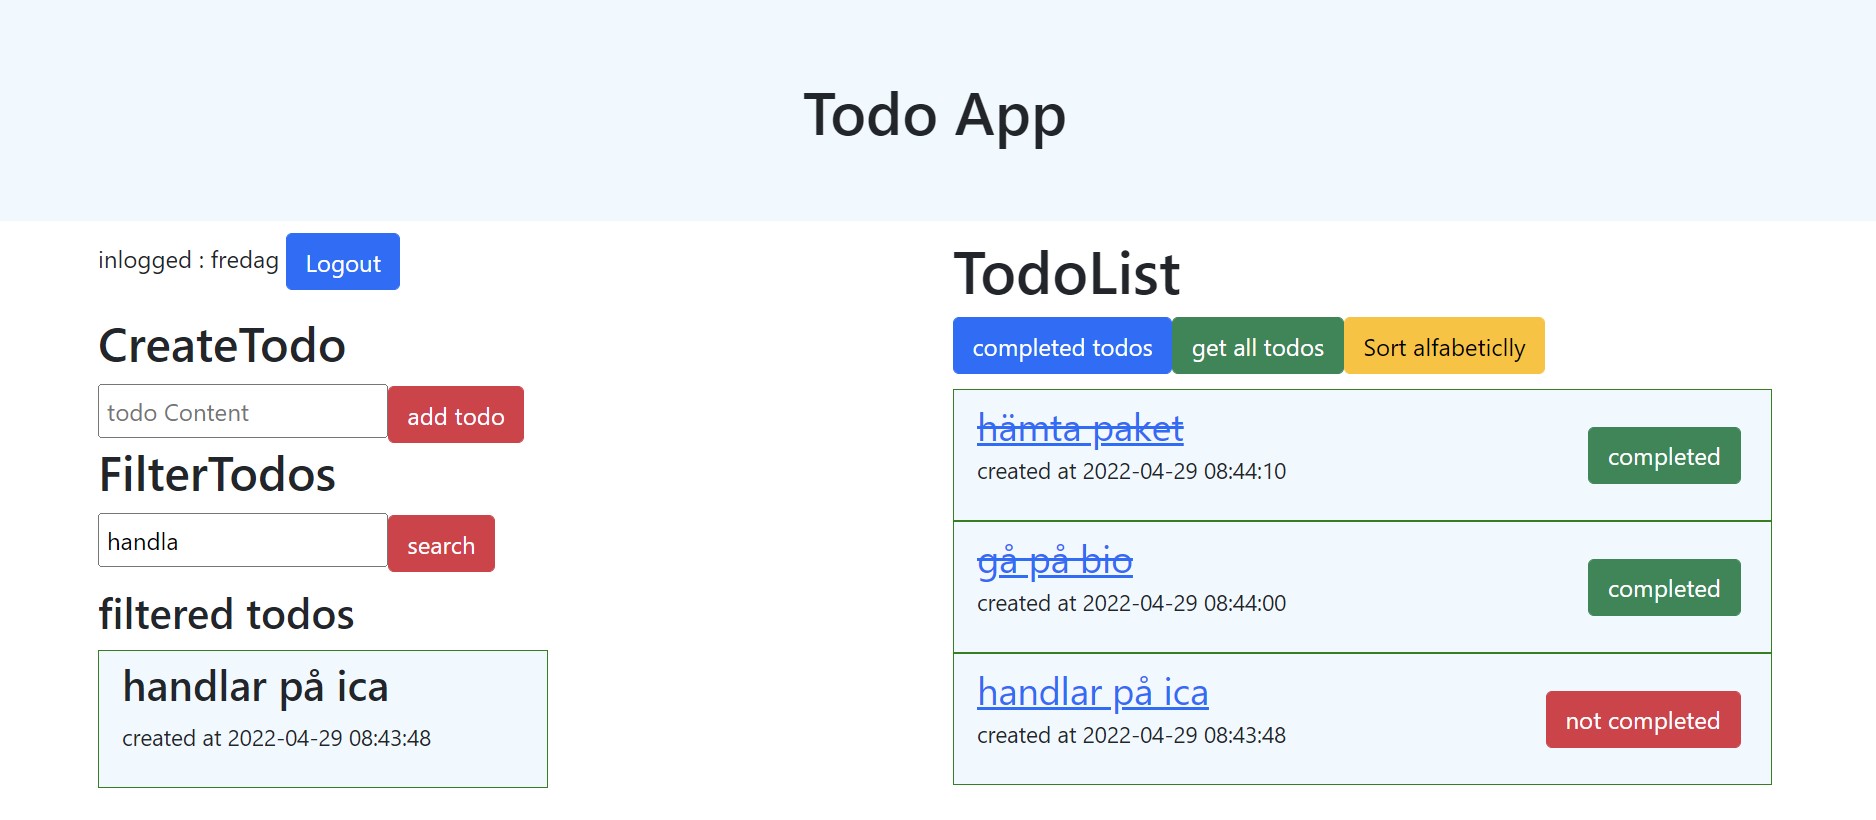 Todo App
inlogged : fredag Logout
CreateTodo
todo Content add todo
FilterTodos
handla search
filtered todos
handlar på ica
created at 2022-04-29 08:43:48
TodoList
completed todos get all todos Sort alfabeticlly
hämta paket
created at 2022-04-29 08:44:10
completed
gå på bio
created at 2022-04-29 08:44:00
completed
handlar på ica
created at 2022-04-29 08:43:48
not completed